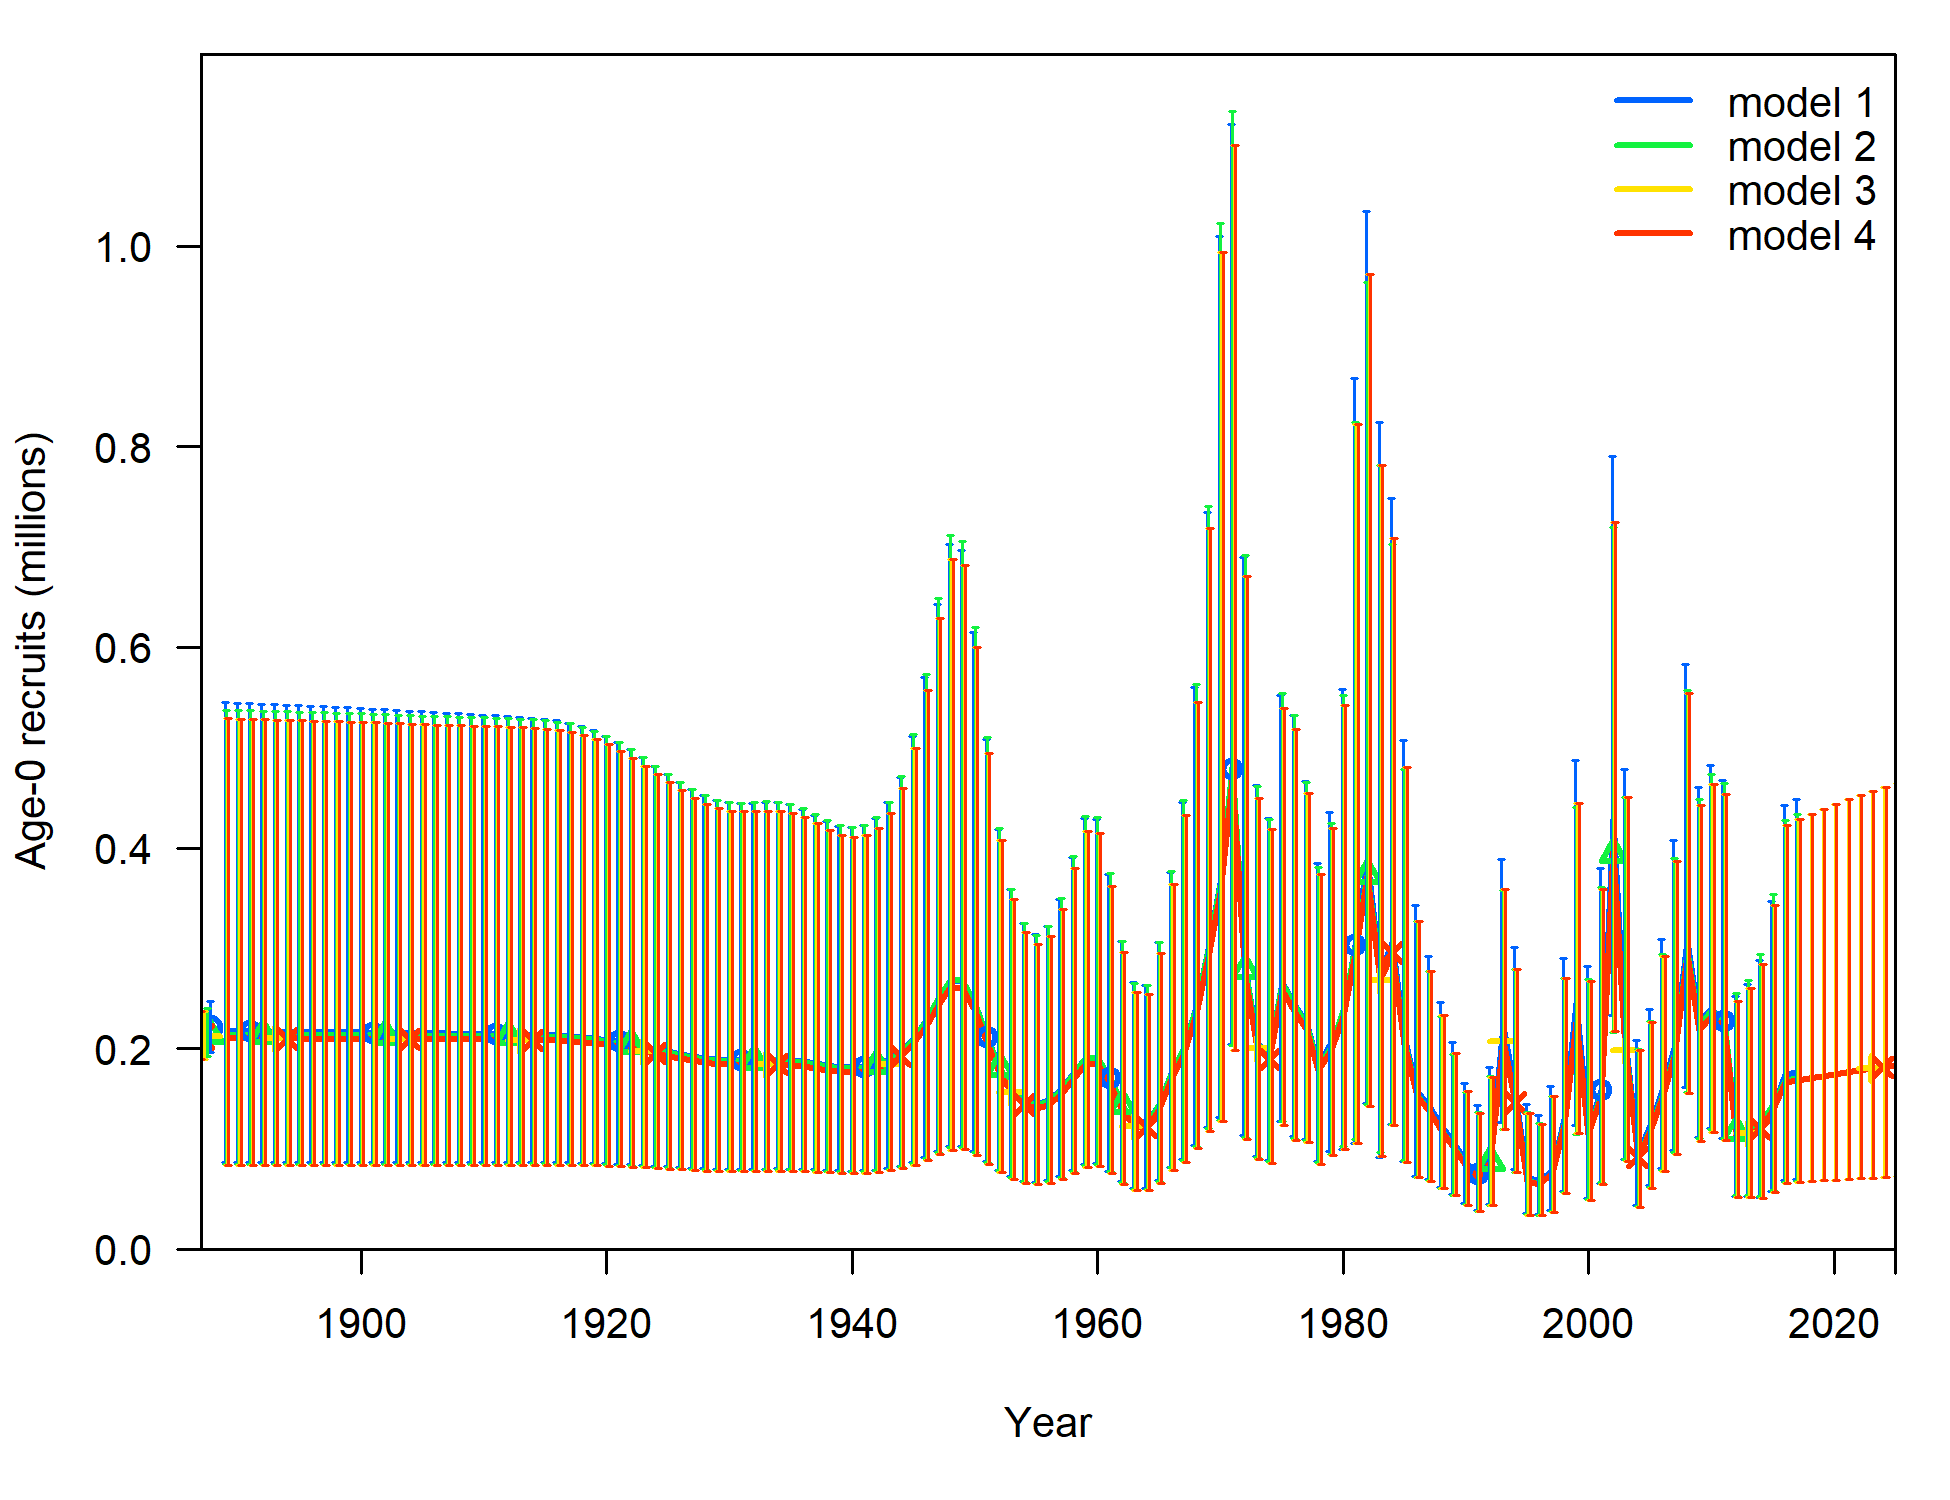 model 1
model 2
model 3
model 4
Age-0 recruits (millions)
1.0
0.8
0.6
0.4
0.2
0.0
1900 1920 1940 1960 1980 2000 2020
Year